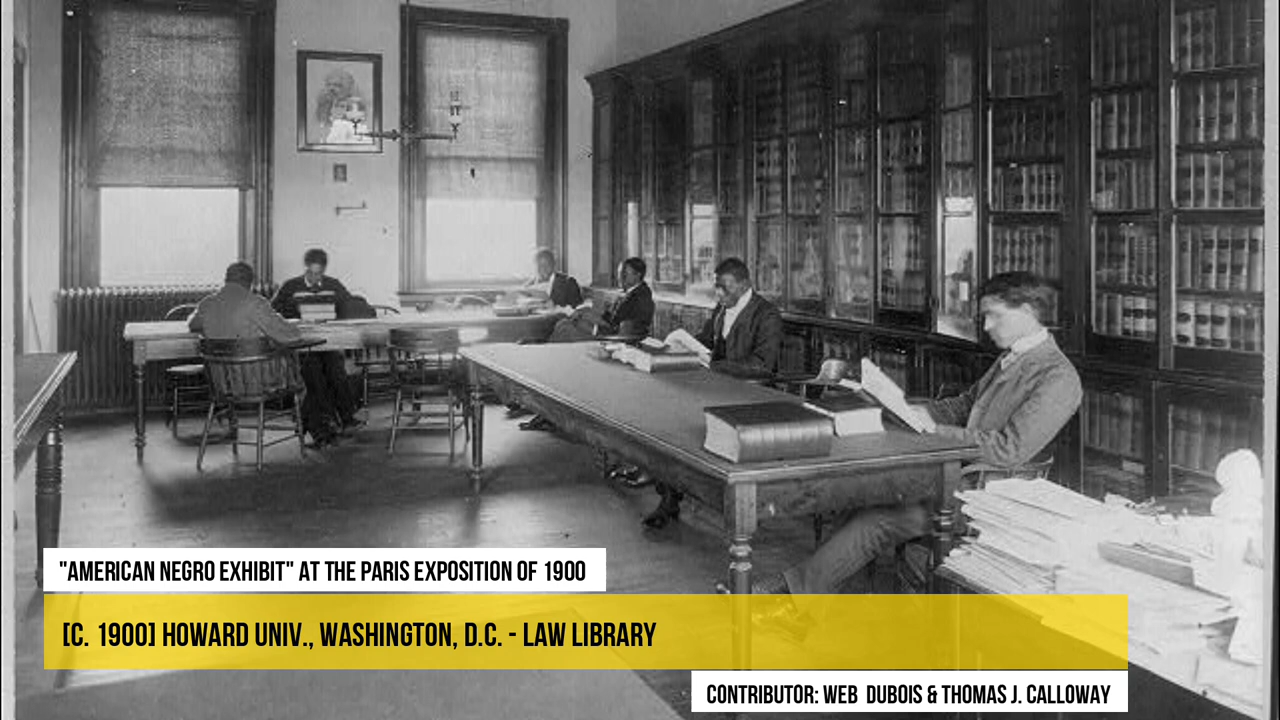 "AMERICAN NEGRO EXHIBIT" AT THE PARIS EXPOSITION OF 1900
[C. 1900] HOWARD UNIV., WASHINGTON, D.C. - LAW LIBRARY
CONTRIBUTOR: WEB DUBOIS & THOMAS J. CALLOWAY